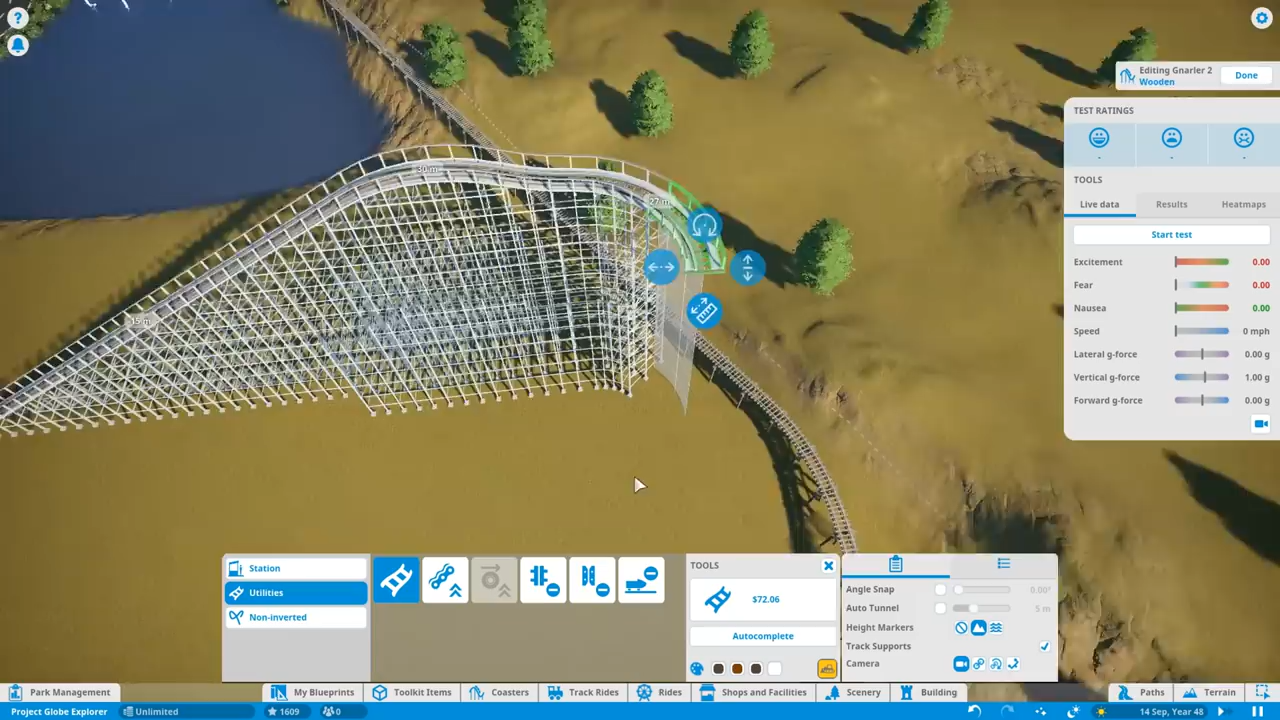 ?
Editing Gnarler 2
Wooden
Done
TEST RATINGS
- - -
TOOLS
Live data Results Heatmaps
Start test
Excitement 0.00
Fear 0.00
Nausea 0.00
Speed 0 mph
Lateral g-force 0.00 g
Vertical g-force 1.00 g
Forward g-force 0.00 g
30 m
27 m
15 m
Station
Utilities
Non-inverted
TOOLS
$72.06
Autocomplete
Angle Snap 0.00°
Auto Tunnel 5 m
Height Markers
Track Supports
Camera
Park Management My Blueprints Toolkit Items Coasters Track Rides Rides Shops and Facilities Scenery Building Paths Terrain
Project Globe Explorer Unlimited 1609 0 14 Sep, Year 48